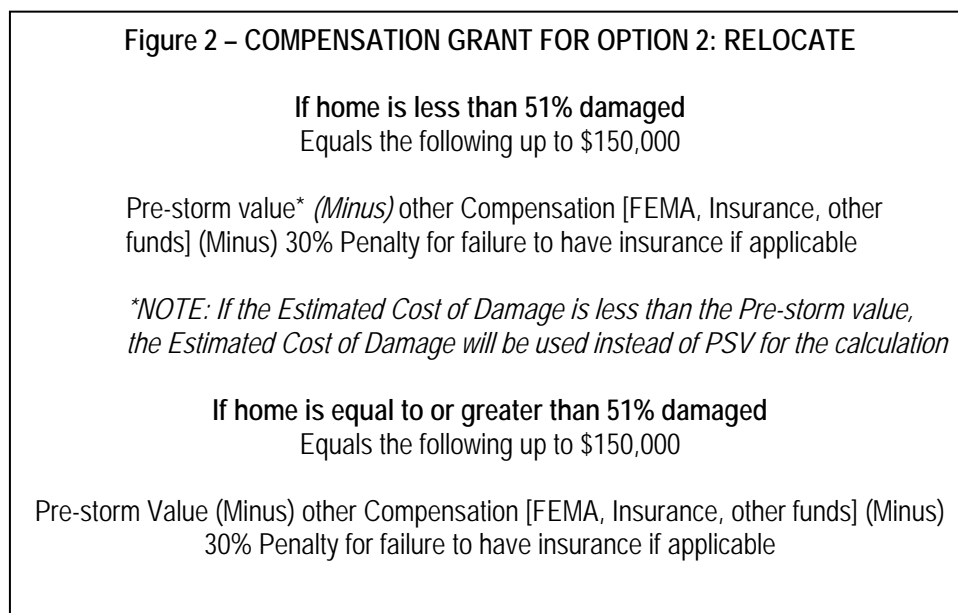 Figure 2 – COMPENSATION GRANT FOR OPTION 2: RELOCATE
If home is less than 51% damaged
Equals the following up to $150,000
Pre-storm value* (Minus) other Compensation [FEMA, Insurance, other
funds] (Minus) 30% Penalty for failure to have insurance if applicable
*NOTE: If the Estimated Cost of Damage is less than the Pre-storm value,
the Estimated Cost of Damage will be used instead of PSV for the calculation
If home is equal to or greater than 51% damaged
Equals the following up to $150,000
Pre-storm Value (Minus) other Compensation [FEMA, Insurance, other funds] (Minus)
30% Penalty for failure to have insurance if applicable